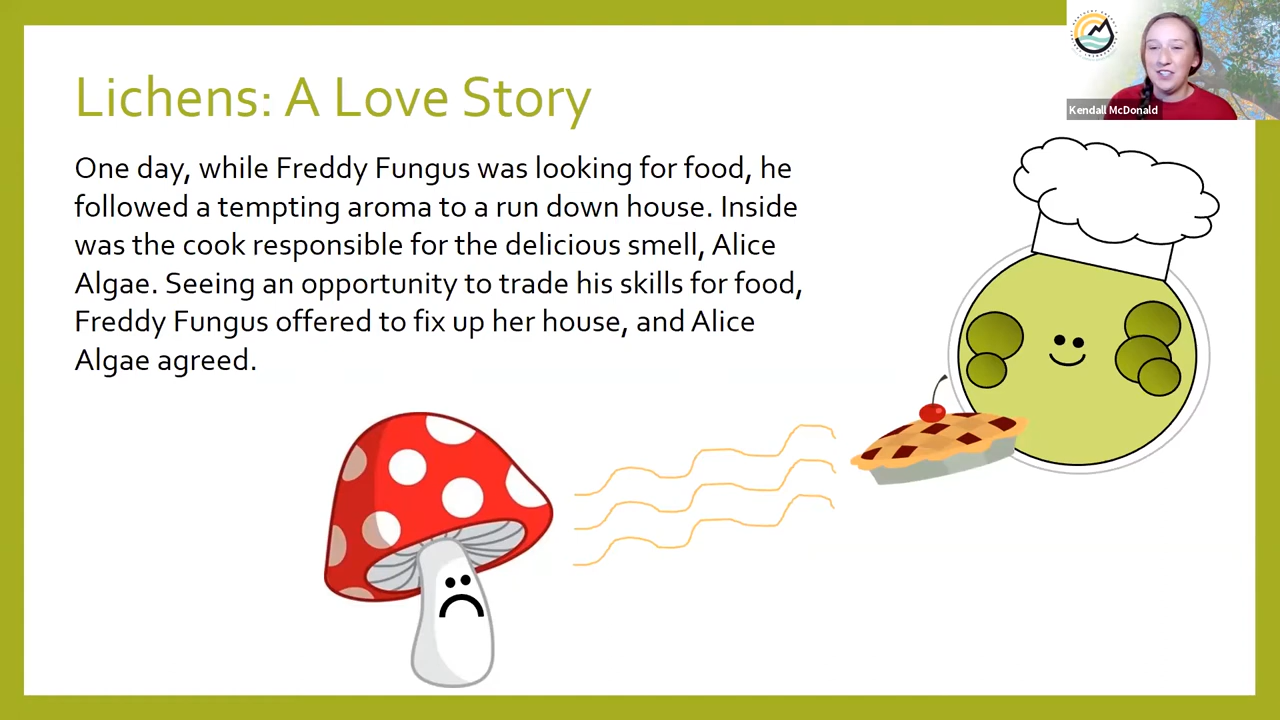 Lichens: A Love Story
One day, while Freddy Fungus was looking for food, he
followed a tempting aroma to a run down house. Inside
was the cook responsible for the delicious smell, Alice
Algae. Seeing an opportunity to trade his skills for food,
Freddy Fungus offered to fix up her house, and Alice
Algae agreed.
Kendall McDonald